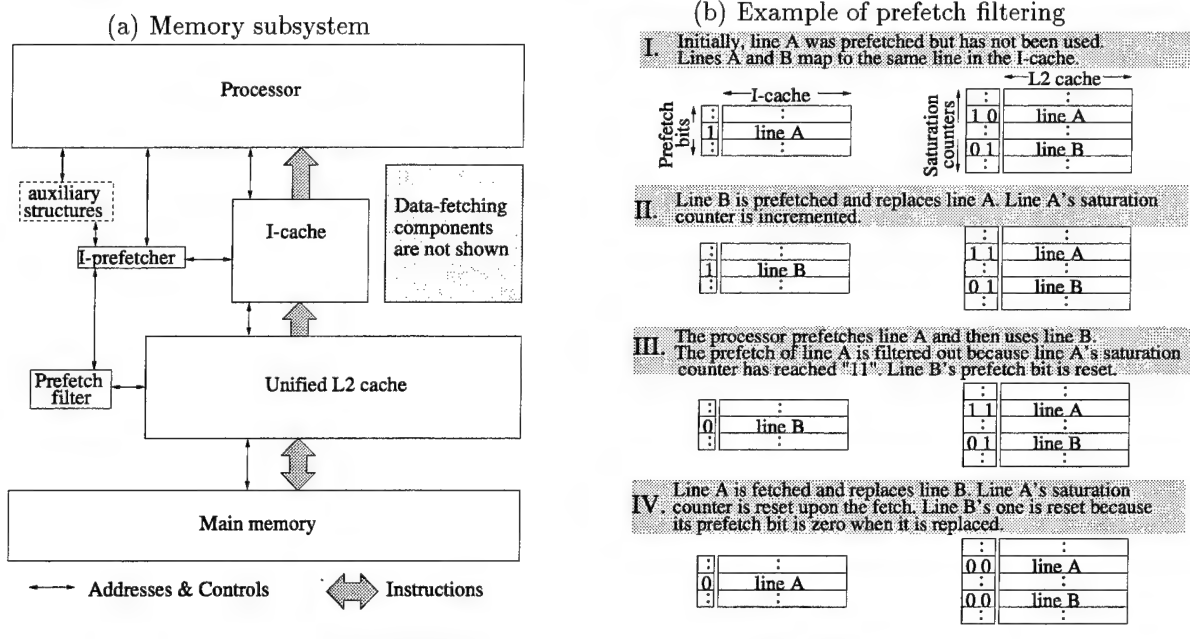 (a) Memory subsystem
Processor
auxiliary
structures
I-prefetcher
I-cache
Data-fetching
components
are not shown
Prefetch
filter
Unified L2 cache
Main memory
Addresses & Controls
Instructions
(b) Example of prefetch filtering
I. Initially, line A was prefetched but has not been used.
Lines A and B map to the same line in the I-cache.
Prefetch
bits
I-cache
:
1 line A
:
Saturation
counters
L2 cache
:
1 0 line A
:
0 1 line B
:
II. Line B is prefetched and replaces line A. Line A's saturation
counter is incremented.
:
1 line B
:
:
1 1 line A
:
0 1 line B
:
III. The processor prefetches line A and then uses line B.
The prefetch of line A is filtered out because line A's saturation
counter has reached "11". Line B's prefetch bit is reset.
:
0 line B
:
:
1 1 line A
:
0 1 line B
:
IV. Line A is fetched and replaces line B. Line A's saturation
counter is reset upon the fetch. Line B's one is reset because
its prefetch bit is zero when it is replaced.
:
0 line A
:
:
0 0 line A
:
0 0 line B
: